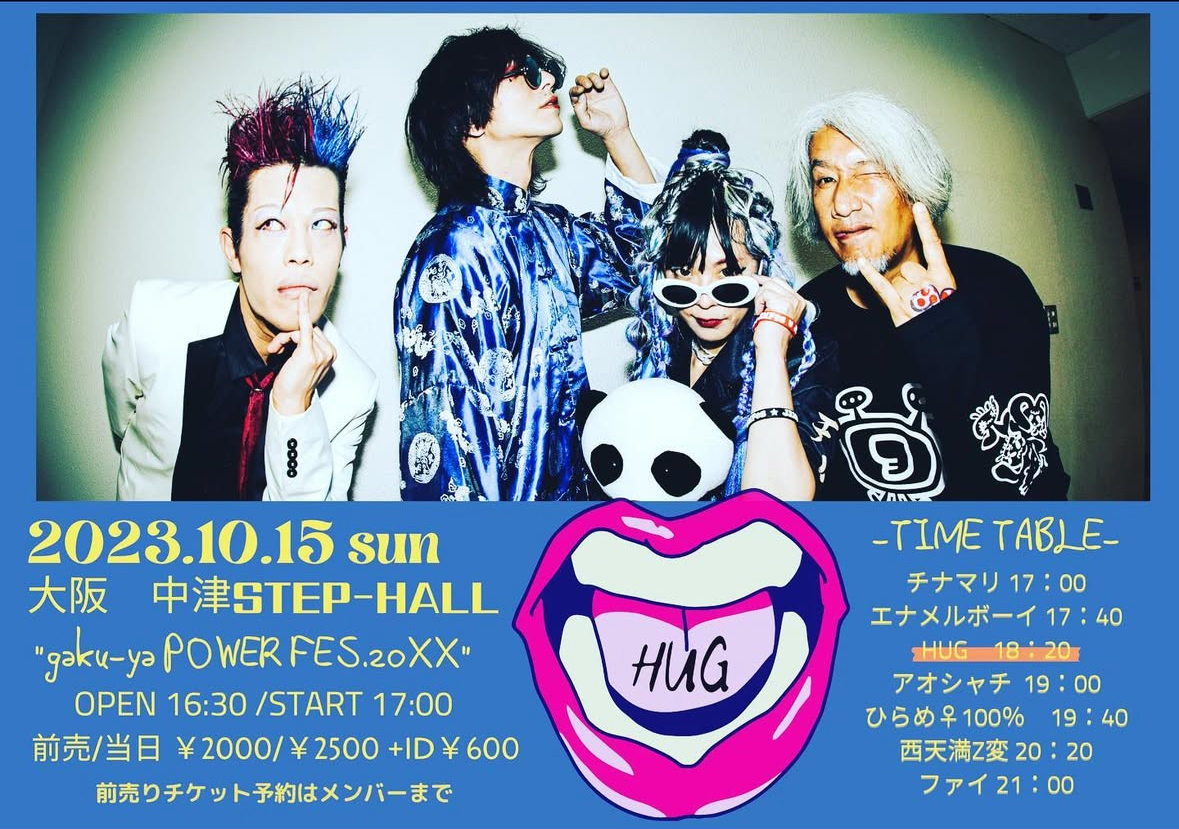 2023.10.15 sun
大阪　中津STEP-HALL
"gaku-ya POWER FES.20XX"
OPEN 16:30 /START 17:00
前売/当日 ￥2000/￥2500 +1D￥600
前売りチケット予約はメンバーまで
HUG
-TIME TABLE-
チナマリ 17：00
エナメルボーイ 17：40
HUG　18：20
アオシャチ 19：00
ひらめ♀100%　19：40
西天満Z変 20：20
ファイ 21：00